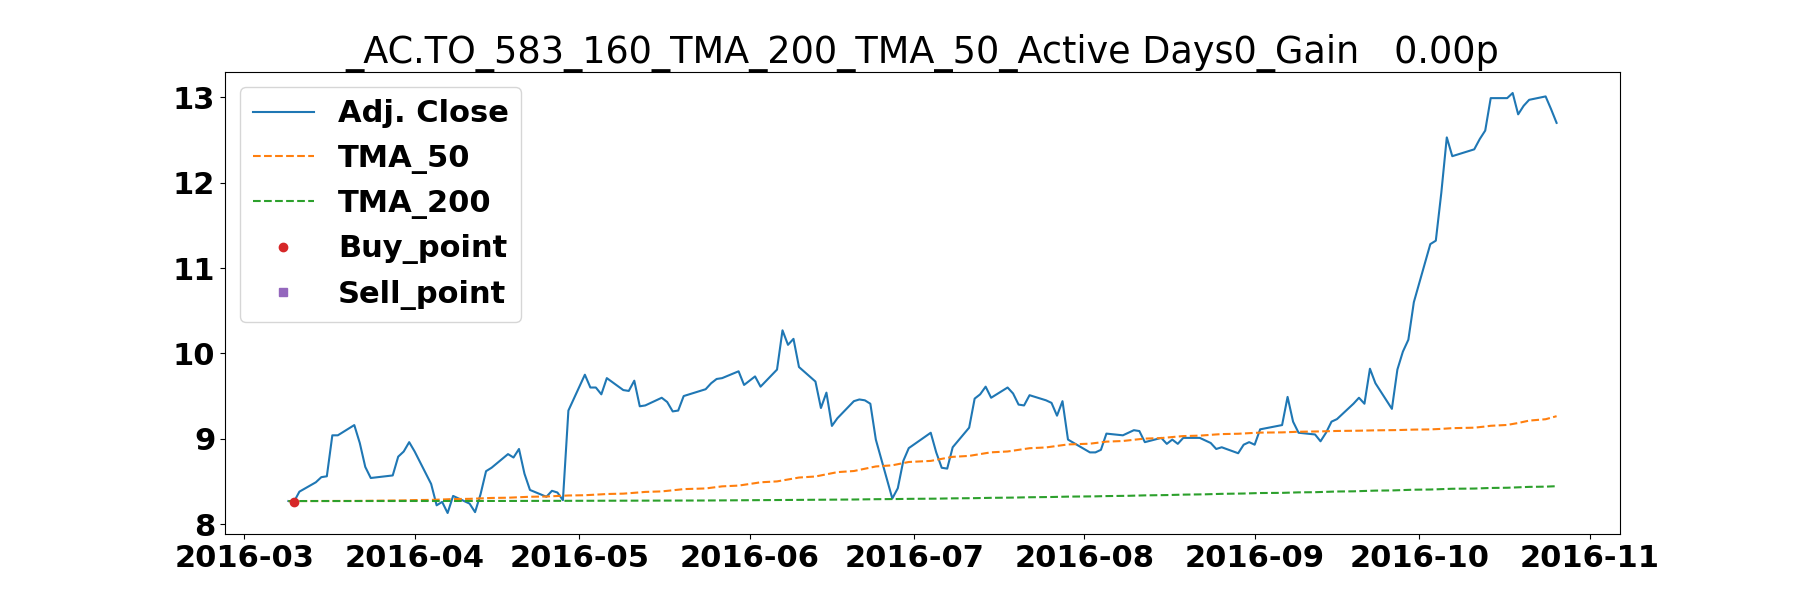 _AC.TO_583_160_TMA_200_TMA_50_Active Days0_Gain   0.00p
13
12
11
10
9
8
Adj. Close
TMA_50
TMA_200
Buy_point
Sell_point
2016-03 2016-04 2016-05 2016-06 2016-07 2016-08 2016-09 2016-10 2016-11